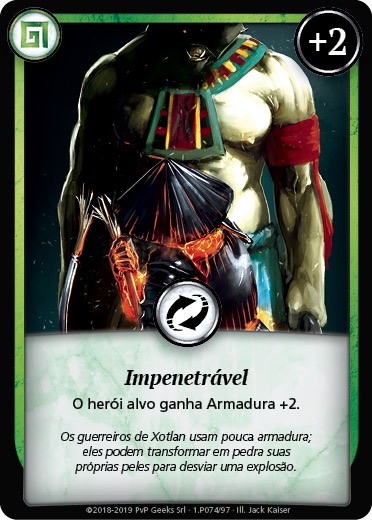 +2
Impenetrável
O herói alvo ganha Armadura +2.
Os guerreiros de Xotlan usam pouca armadura;
eles podem transformar em pedra suas
próprias peles para desviar uma explosão.
©2018-2019 PvP Geeks Srl · 1.P074/97 · Ill. Jack Kaiser